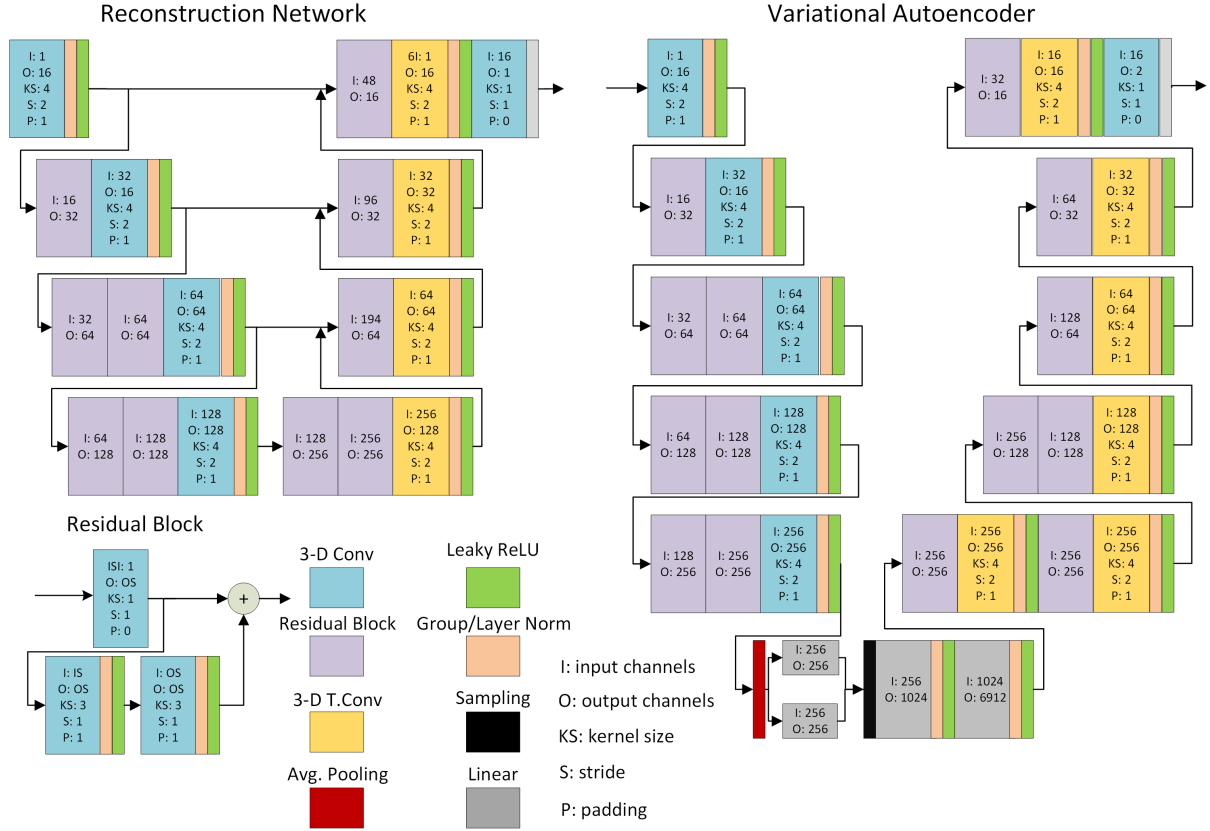 Reconstruction Network
I: 1
O: 16
KS: 4
S: 2
P: 1
I: 48
O: 16
6I: 1
O: 16
KS: 4
S: 2
P: 1
I: 16
O: 1
KS: 1
S: 1
P: 0
I: 16
O: 32
I: 32
O: 16
KS: 4
S: 2
P: 1
I: 96
O: 32
I: 32
O: 32
KS: 4
S: 2
P: 1
I: 32
O: 64
I: 64
O: 64
I: 64
O: 64
KS: 4
S: 2
P: 1
I: 194
O: 64
I: 64
O: 64
KS: 4
S: 2
P: 1
I: 64
O: 128
I: 128
O: 128
I: 128
O: 128
KS: 4
S: 2
P: 1
I: 128
O: 256
I: 256
O: 256
I: 256
O: 128
KS: 4
S: 2
P: 1
Variational Autoencoder
I: 1
O: 16
KS: 4
S: 2
P: 1
I: 32
O: 16
I: 16
O: 16
KS: 4
S: 2
P: 1
I: 16
O: 2
KS: 1
S: 1
P: 0
I: 16
O: 32
I: 32
O: 16
KS: 4
S: 2
P: 1
I: 64
O: 32
I: 32
O: 32
KS: 4
S: 2
P: 1
I: 32
O: 64
I: 64
O: 64
I: 64
O: 64
KS: 4
S: 2
P: 1
I: 128
O: 64
I: 64
O: 64
KS: 4
S: 2
P: 1
I: 64
O: 128
I: 128
O: 128
I: 128
O: 128
KS: 4
S: 2
P: 1
I: 256
O: 128
I: 128
O: 128
I: 128
O: 128
KS: 4
S: 2
P: 1
I: 128
O: 256
I: 256
O: 256
I: 256
O: 256
KS: 4
S: 2
P: 1
I: 256
O: 256
I: 256
O: 256
KS: 4
S: 2
P: 1
I: 256
O: 256
I: 256
O: 256
KS: 4
S: 2
P: 1
I: 256
O: 256
I: 256
O: 256
I: 256
O: 1024
I: 1024
O: 6912
Residual Block
ISI: 1
O: OS
KS: 1
S: 1
P: 0
+
I: IS
O: OS
KS: 3
S: 1
P: 1
I: OS
O: OS
KS: 3
S: 1
P: 1
3-D Conv
Leaky ReLU
Residual Block
Group/Layer Norm
3-D T.Conv
Sampling
Avg. Pooling
Linear
I: input channels
O: output channels
KS: kernel size
S: stride
P: padding